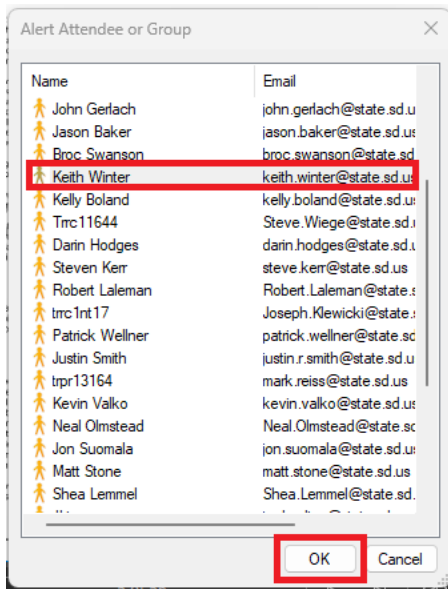 Alert Attendee or Group
Name Email
John Gerlach john.gerlach@state.sd.u
Jason Baker jason.baker@state.sd.us
Broc Swanson broc.swanson@state.sd
Keith Winter keith.winter@state.sd.us
Kelly Boland kelly.boland@state.sd.us
Trrc11644 Steve.Wiege@state.sd.
Darin Hodges darin.hodges@state.sd.u
Steven Kerr steve.kerr@state.sd.us
Robert Laleman Robert.Laleman@state.s
trrc1nt17 Joseph.Klewicki@state.sd
Patrick Wellner patrick.wellner@state.sd
Justin Smith justin.r.smith@state.sd.u
trpr13164 mark.reiss@state.sd.us
Kevin Valko kevin.valko@state.sd.us
Neal Olmstead Neal.Olmstead@state.sd
Jon Suomala jon.suomala@state.sd.us
Matt Stone matt.stone@state.sd.us
Shea Lemmel Shea.Lemmel@state.sd.
OK Cancel